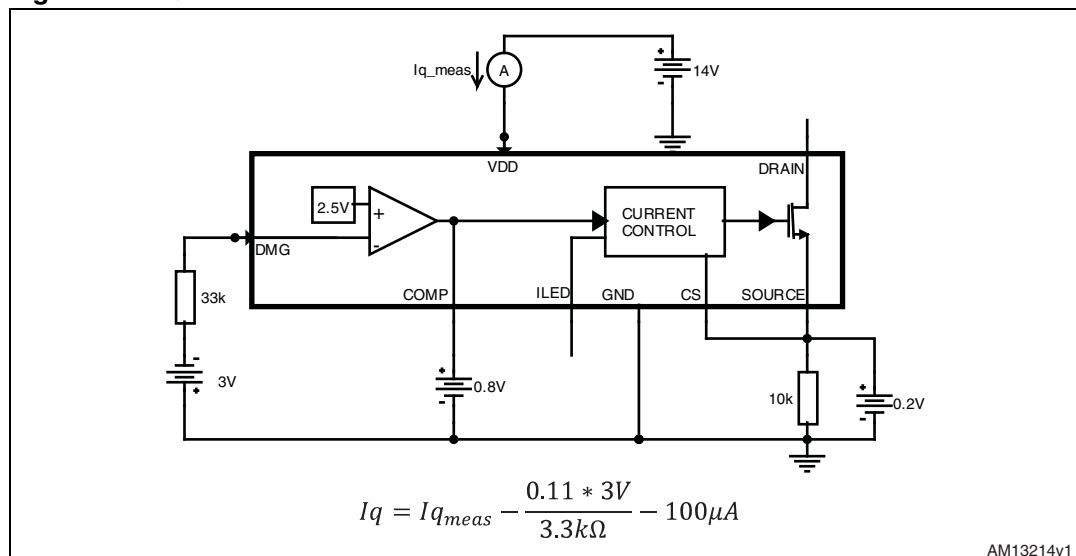 Iq_meas
A
+
-
14V
VDD
DRAIN
2.5V
+
-
CURRENT
CONTROL
DMG
COMP
ILED
GND
CS
SOURCE
33k
-
+
3V
+
-
0.8V
10k
+
-
0.2V
Iq = Iq_meas − 0.11 * 3V / 3.3kΩ − 100μA
AM13214v1